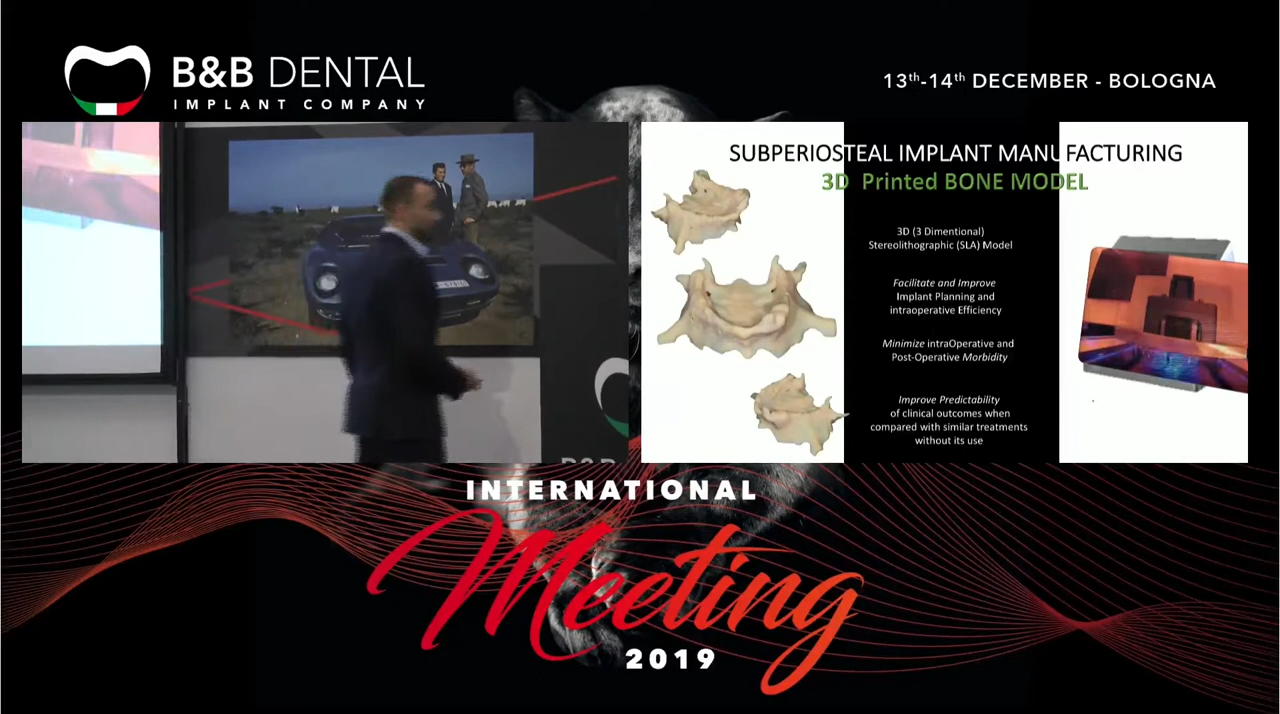 B&B DENTAL
IMPLANT COMPANY
13th-14th DECEMBER - BOLOGNA
SUBPERIOSTEAL IMPLANT MANUFACTURING
3D Printed BONE MODEL
3D (3 Dimentional)
Stereolithographic (SLA) Model
Facilitate and Improve
Implant Planning and
intraoperative Efficiency
Minimize intraOperative and
Post-Operative Morbidity
Improve Predictability
of clinical outcomes when
compared with similar treatments
without its use
INTERNATIONAL
Meeting
2019